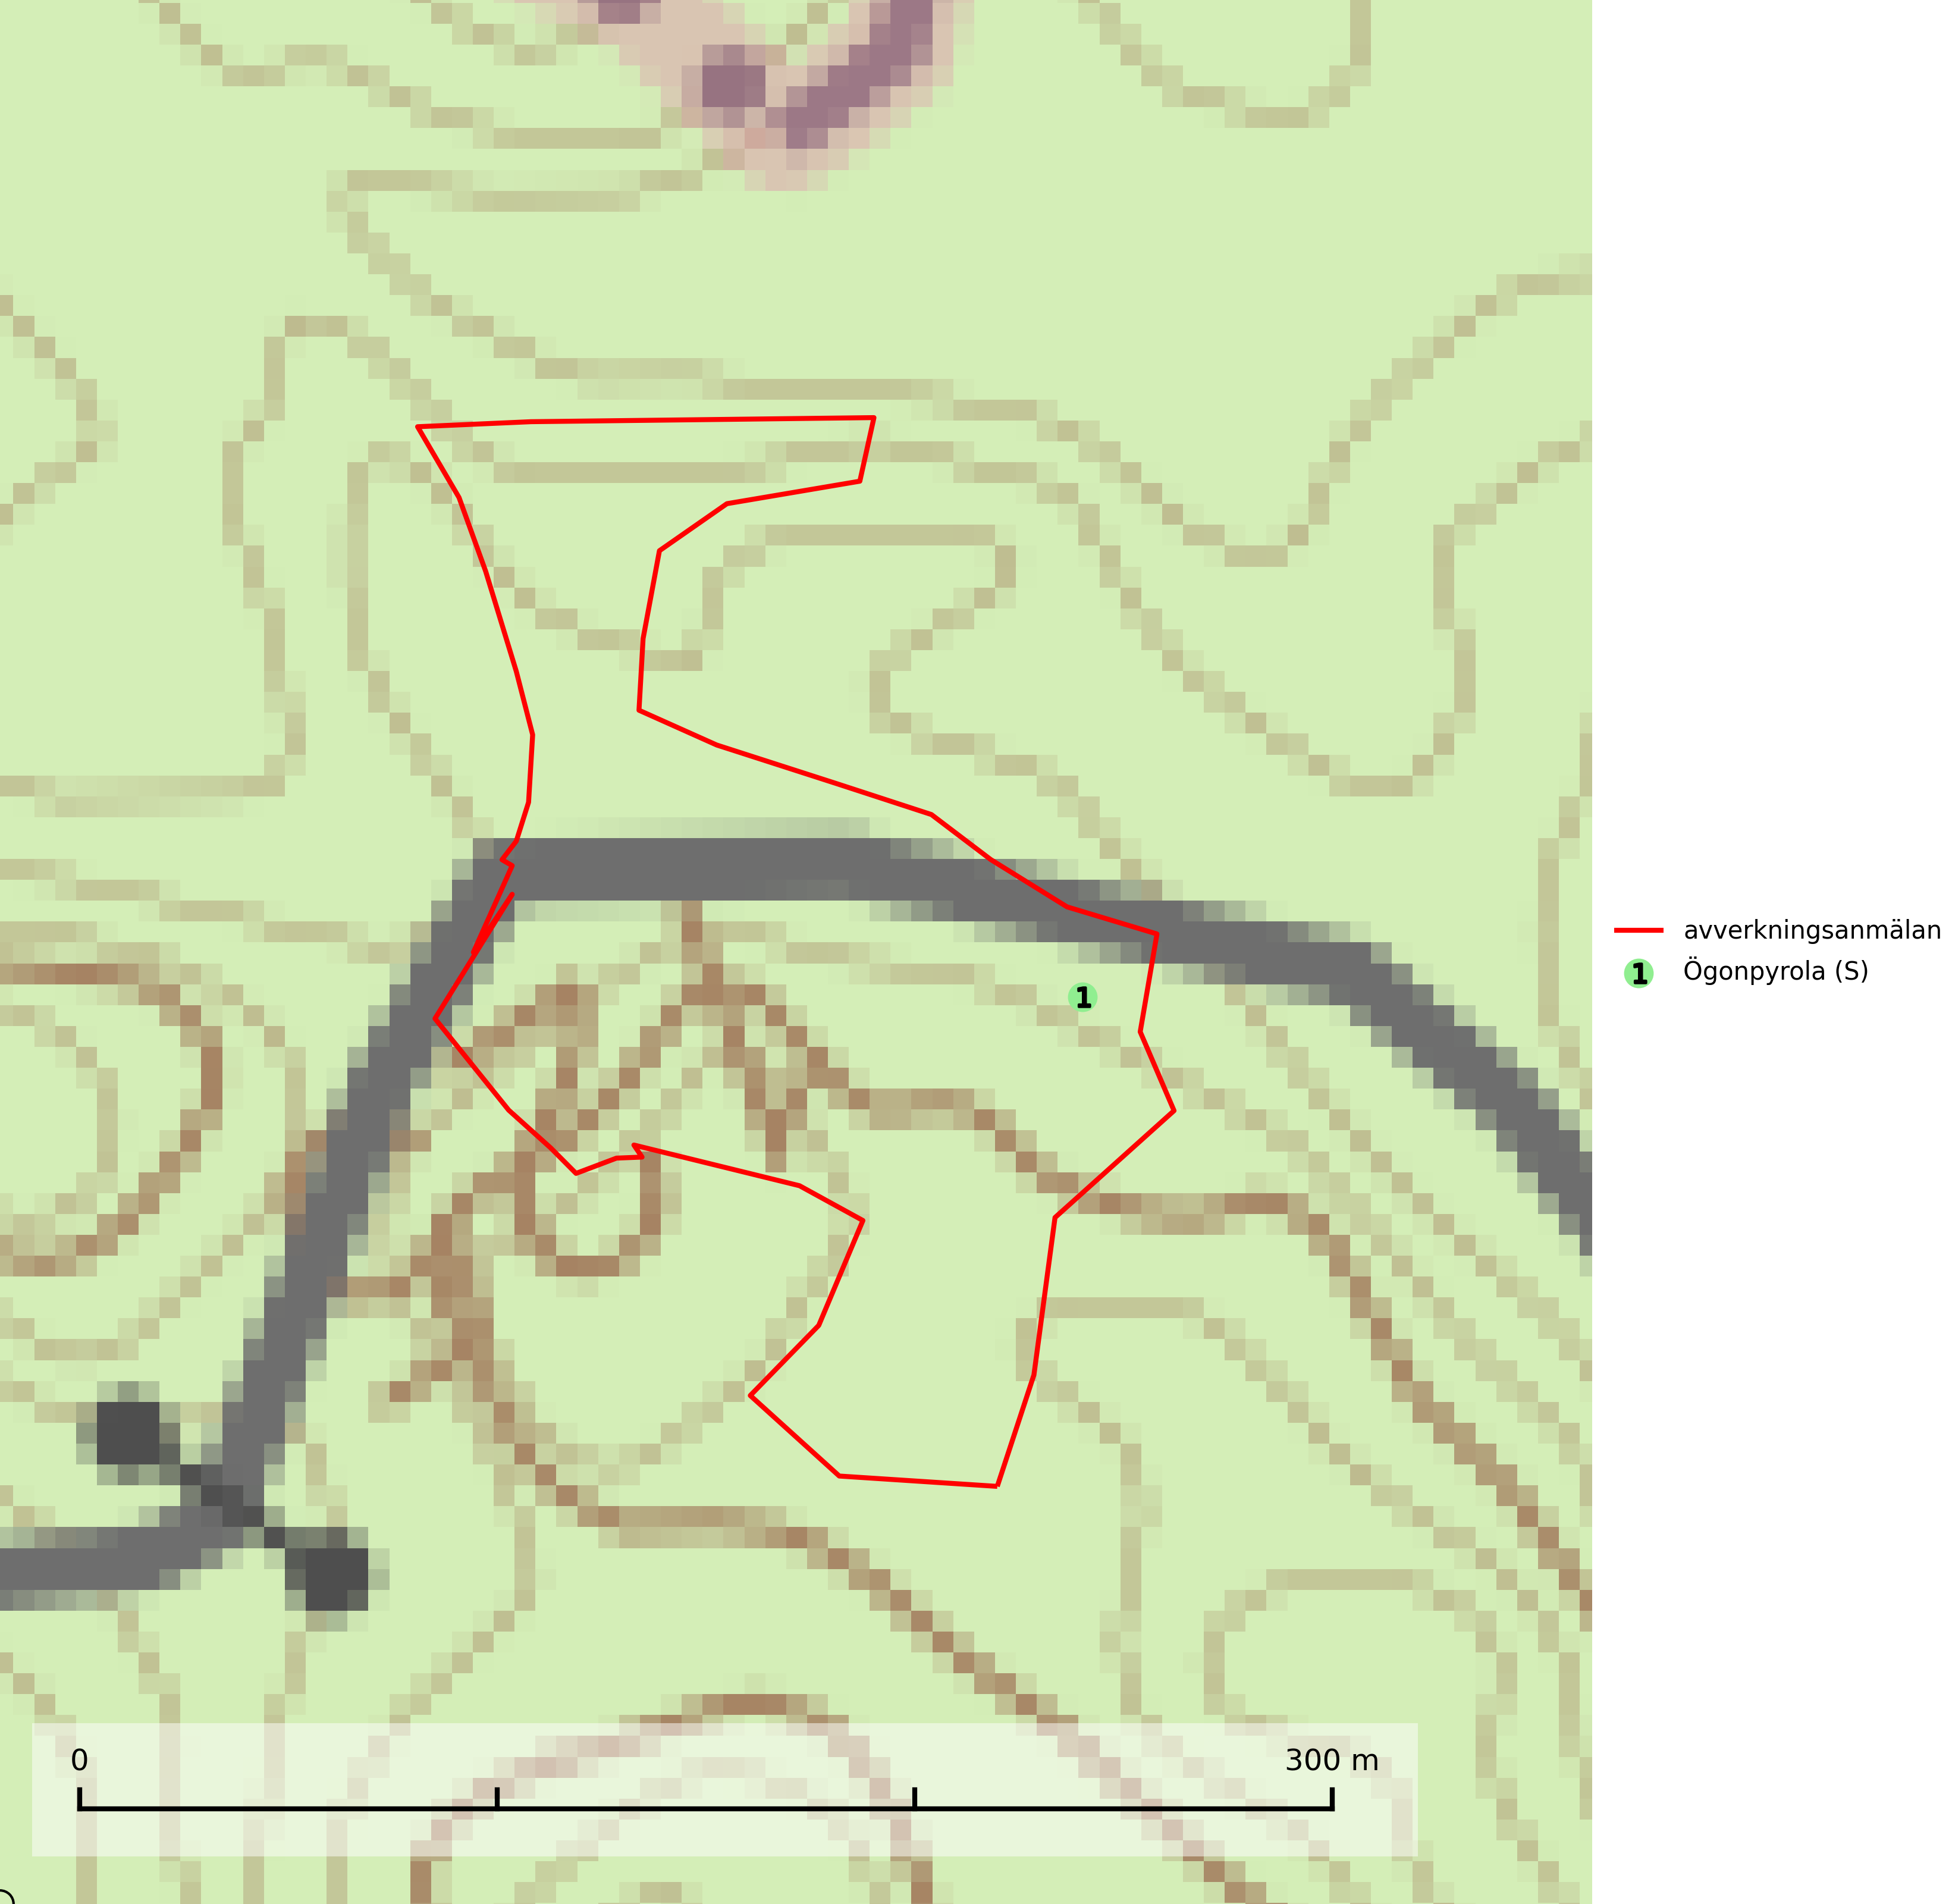 1
avverkningsanmälan
1 Ögonpyrola (S)
0 300 m